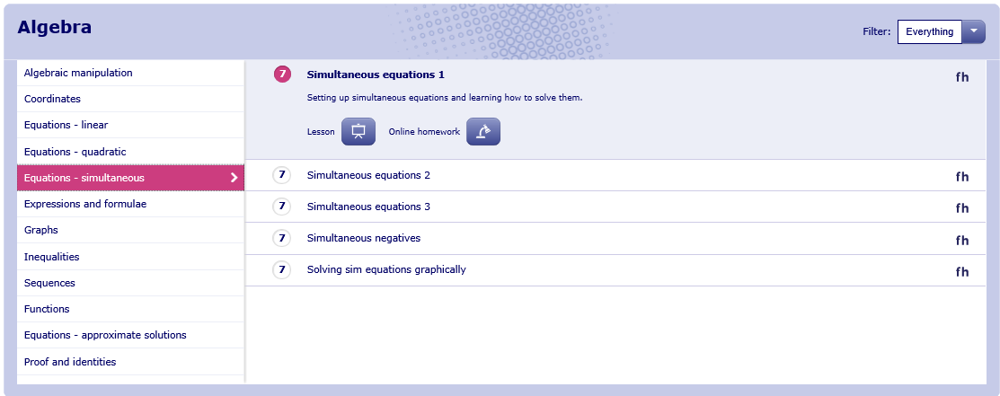 Algebra
Filter: Everything
Algebraic manipulation
Coordinates
Equations - linear
Equations - quadratic
Equations - simultaneous
Expressions and formulae
Graphs
Inequalities
Sequences
Functions
Equations - approximate solutions
Proof and identities
7 Simultaneous equations 1 fh
Setting up simultaneous equations and learning how to solve them.
Lesson Online homework
7 Simultaneous equations 2 fh
7 Simultaneous equations 3 fh
7 Simultaneous negatives fh
7 Solving sim equations graphically fh